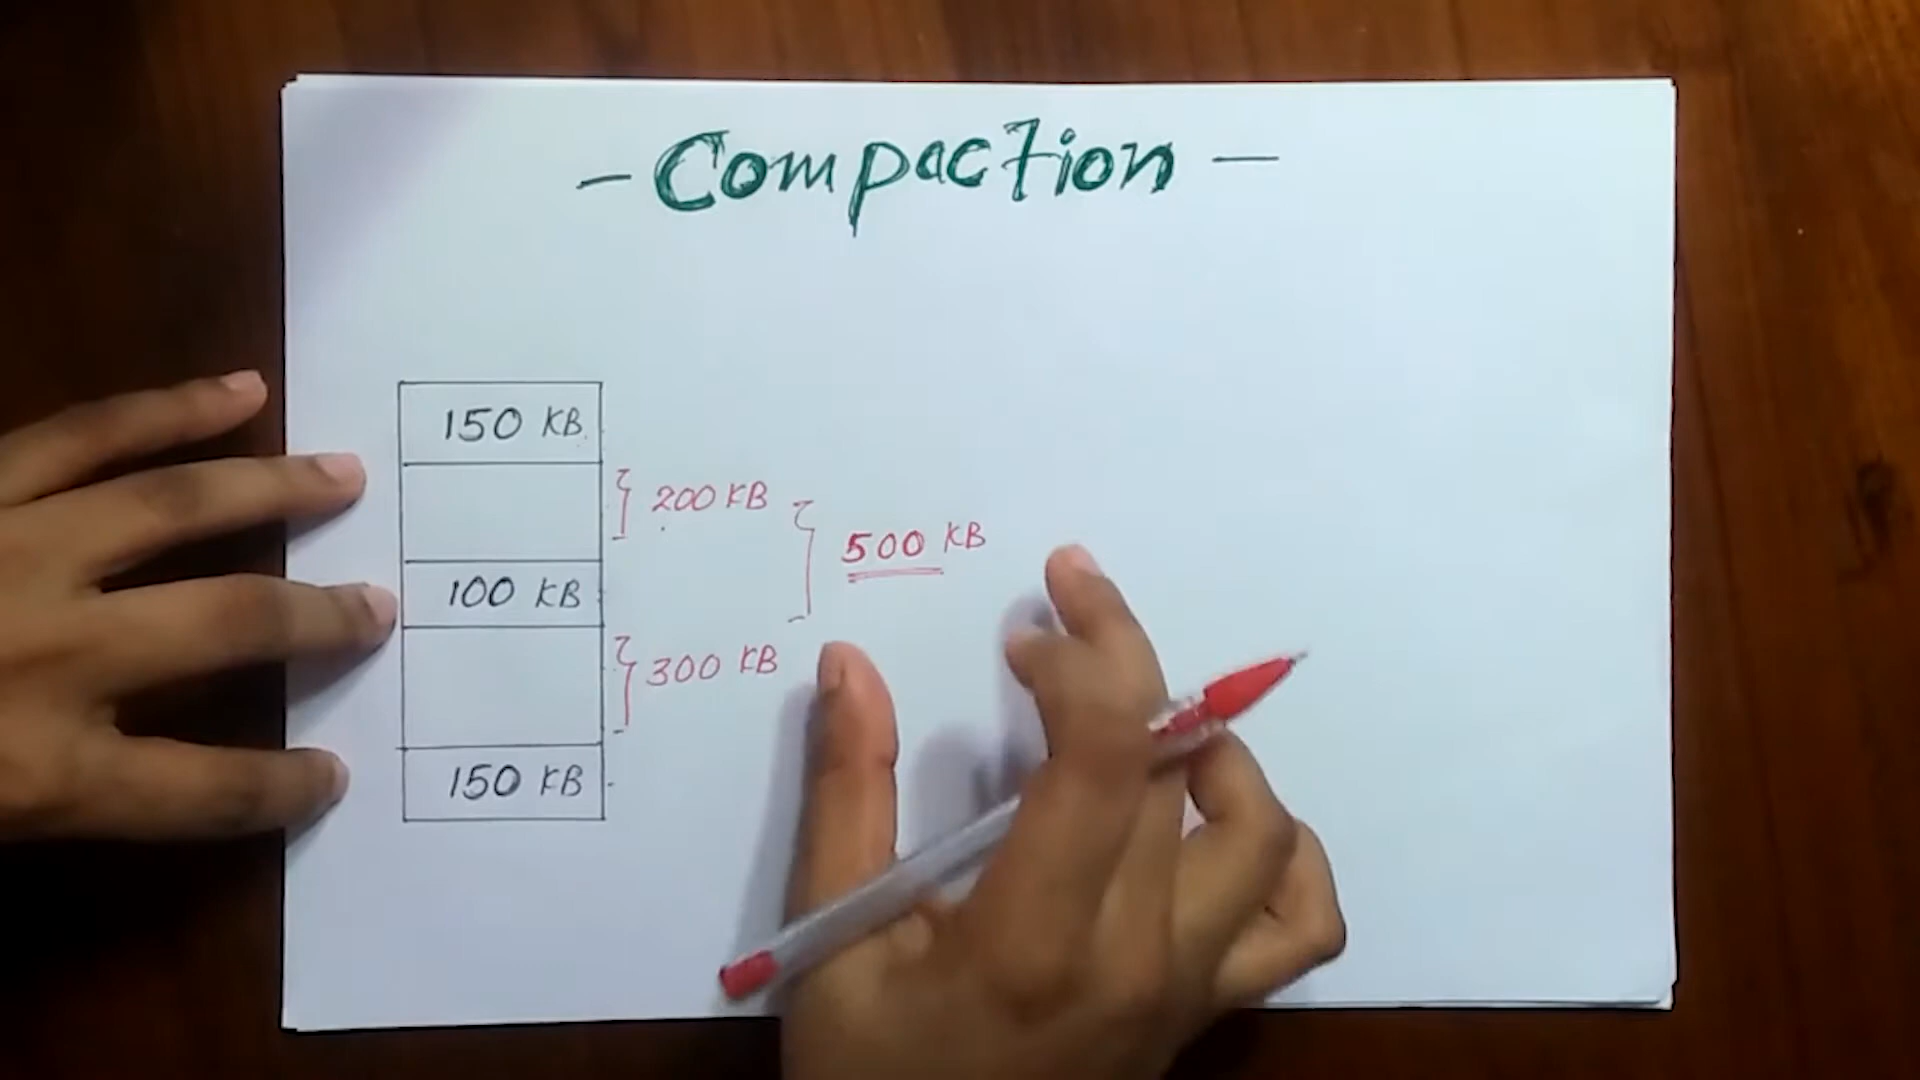 - Compaction -
150 KB
200 KB
500 KB
100 KB
300 KB
150 KB